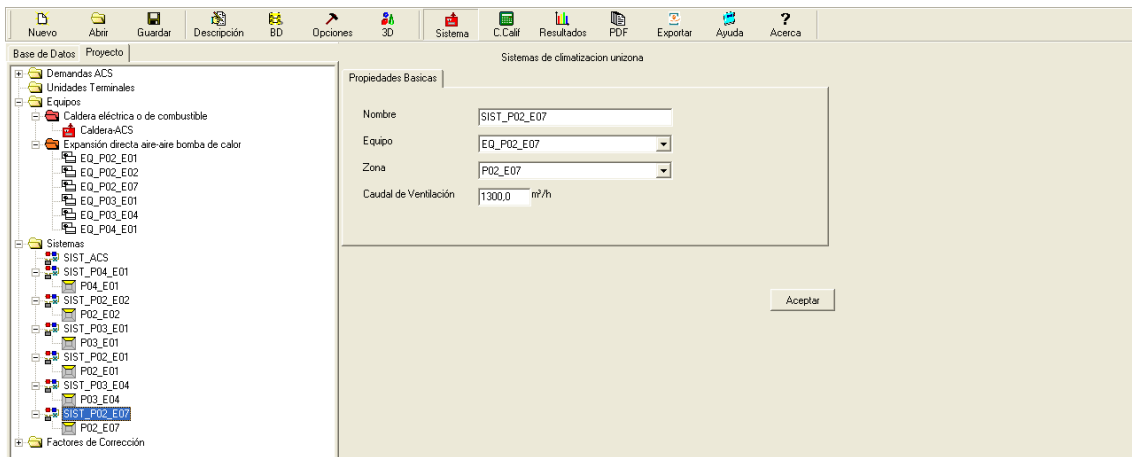 Nuevo Abrir Guardar Descripción BD Opciones 3D Sistema C.Calif Resultados PDF Exportar Ayuda Acerca
Base de Datos Proyecto
Demandas ACS
Unidades Terminales
Equipos
Caldera eléctrica o de combustible
Caldera-ACS
Expansión directa aire-aire bomba de calor
EQ_P02_E01
EQ_P02_E02
EQ_P02_E07
EQ_P03_E01
EQ_P03_E04
EQ_P04_E01
Sistemas
SIST_ACS
SIST_P04_E01
P04_E01
SIST_P02_E02
P02_E02
SIST_P03_E01
P03_E01
SIST_P02_E01
P02_E01
SIST_P03_E04
P03_E04
SIST_P02_E07
P02_E07
Factores de Corrección
Sistemas de climatizacion unizona
Propiedades Basicas
Nombre SIST_P02_E07
Equipo EQ_P02_E07
Zona P02_E07
Caudal de Ventilación 1300,0 m³/h
Aceptar